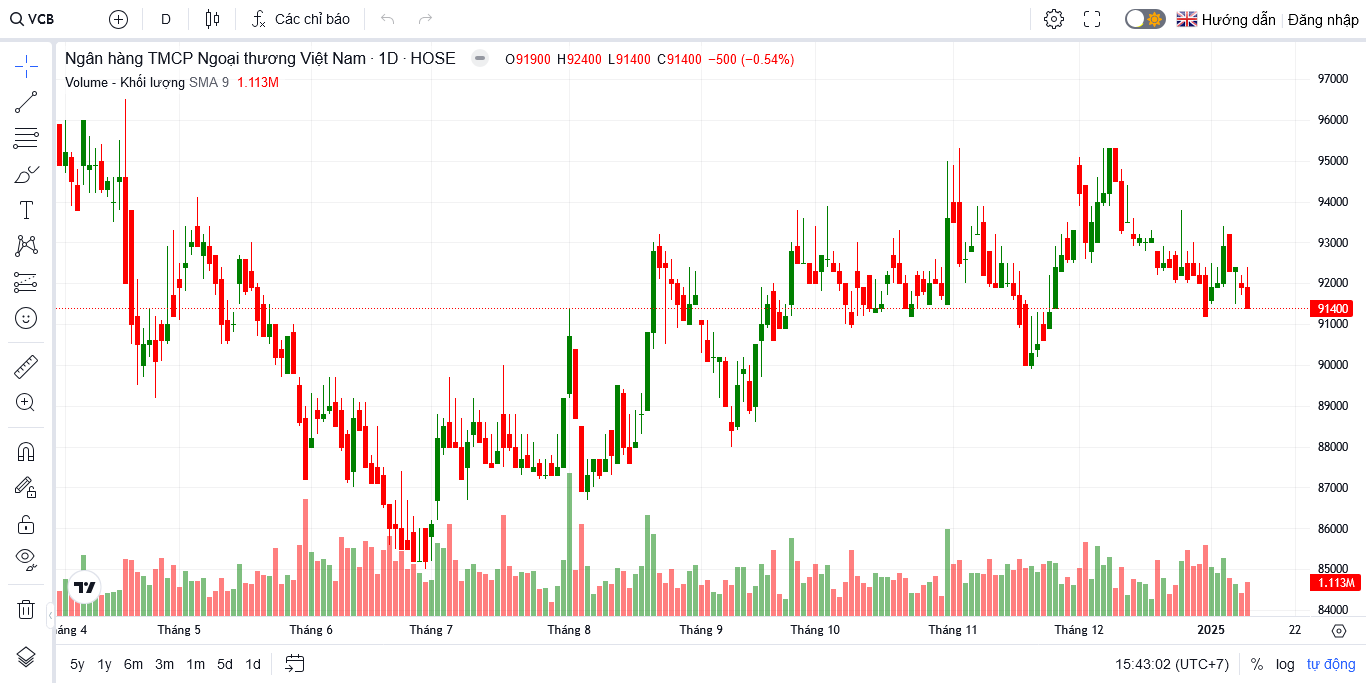 VCB D Các chỉ báo Hướng dẫn Đăng nhập
Ngân hàng TMCP Ngoại thương Việt Nam · 1D · HOSE O91900 H92400 L91400 C91400 −500 (−0.54%)
Volume - Khối lượng SMA 9 1.113M
97000
96000
95000
94000
93000
92000
91400
91000
90000
89000
88000
87000
86000
85000
1.113M
84000
áng 4 Tháng 5 Tháng 6 Tháng 7 Tháng 8 Tháng 9 Tháng 10 Tháng 11 Tháng 12 2025 22
5y 1y 6m 3m 1m 5d 1d 15:43:02 (UTC+7) % log tự động